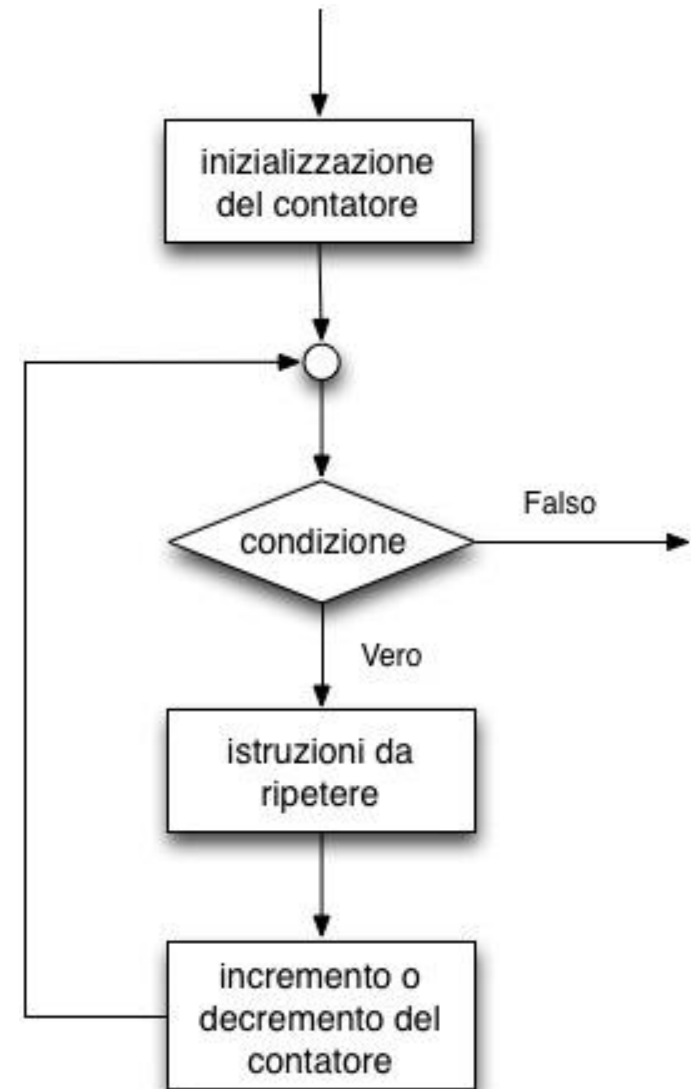 inizializzazione
del contatore
condizione
Falso
Vero
istruzioni da
ripetere
incremento o
decremento del
contatore